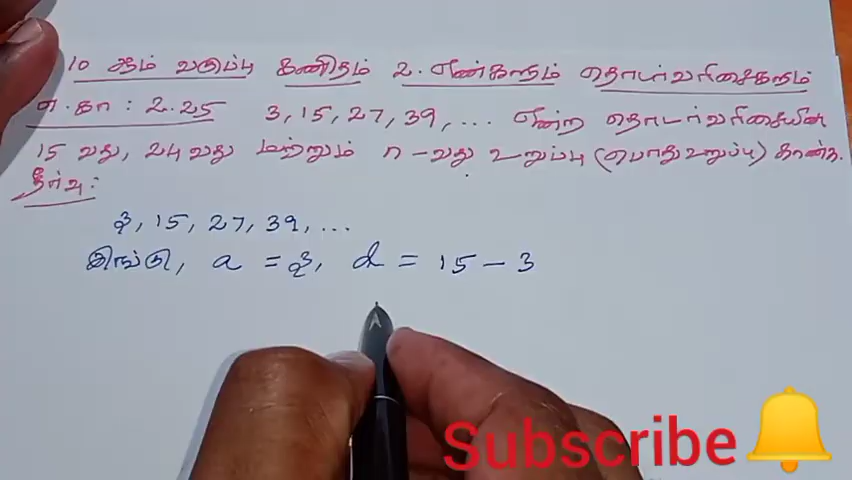 10 ஆம் வகுப்பு கணிதம் 2. எண்களும் தொடர்வரிசைகளும்
எ.கா : 2.25 3, 15, 27, 39, ... என்ற தொடர்வரிசையின்
15 வது, 24 வது மற்றும் n - வது உறுப்பு (பொது உறுப்பு) காண்க.
தீர்வு :
3, 15, 27, 39, ...
இங்கு, a = 3, d = 15 - 3
Subscribe